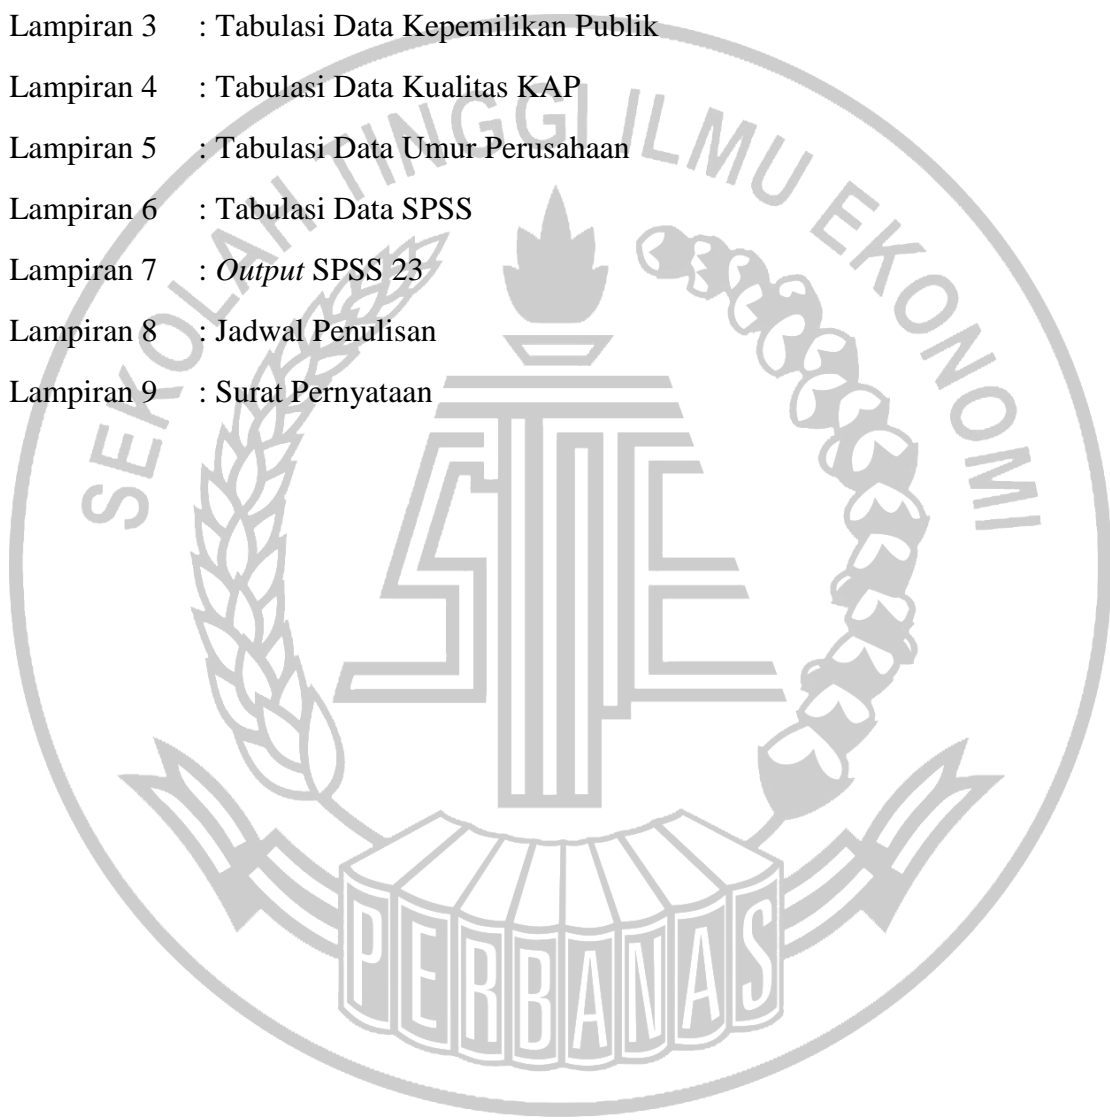 Lampiran 3 : Tabulasi Data Kepemilikan Publik
Lampiran 4 : Tabulasi Data Kualitas KAP
Lampiran 5 : Tabulasi Data Umur Perusahaan
Lampiran 6 : Tabulasi Data SPSS
Lampiran 7 : Output SPSS 23
Lampiran 8 : Jadwal Penulisan
Lampiran 9 : Surat Pernyataan
SEKOLAH TINGGI ILMU EKONOMI
STIE
PERBANAS